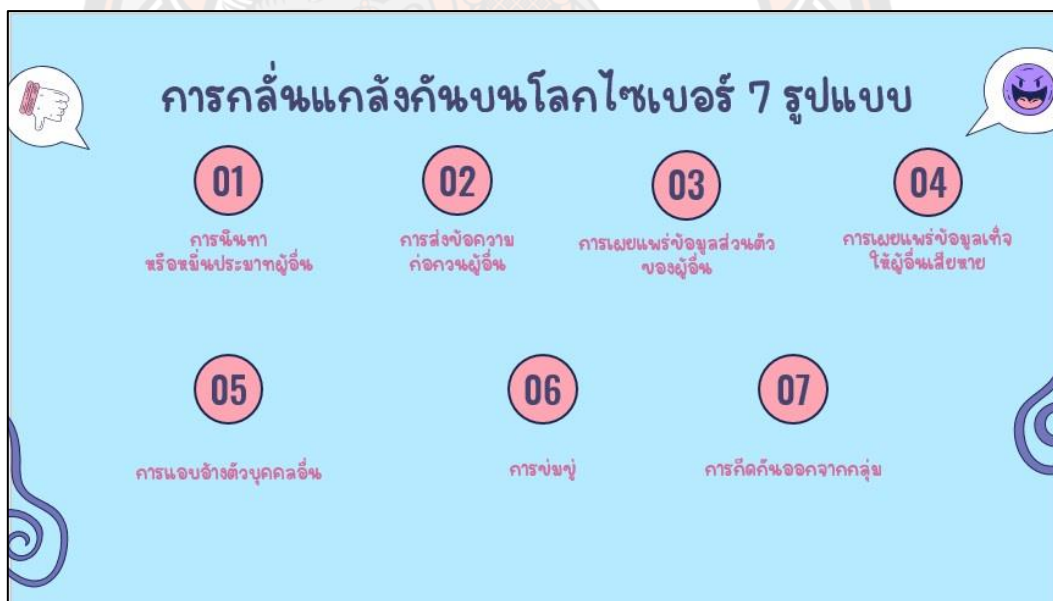 การกลั่นแกล้งกันบนโลกไซเบอร์ 7 รูปแบบ
01
การนินทา
หรือหมิ่นประมาทผู้อื่น
02
การส่งข้อความ
ก่อกวนผู้อื่น
03
การเผยแพร่ข้อมูลส่วนตัว
ของผู้อื่น
04
การเผยแพร่ข้อมูลเท็จ
ให้ผู้อื่นเสียหาย
05
การแอบอ้างตัวบุคคลอื่น
06
การข่มขู่
07
การกีดกันออกจากกลุ่ม